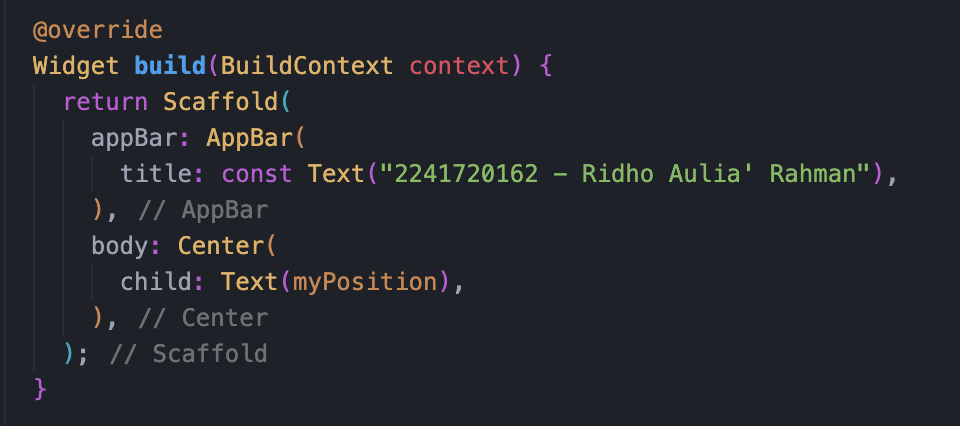 @override
Widget build(BuildContext context) {
return Scaffold(
appBar: AppBar(
title: const Text("2241720162 - Ridho Aulia' Rahman"),
), // AppBar
body: Center(
child: Text(myPosition),
), // Center
); // Scaffold
}